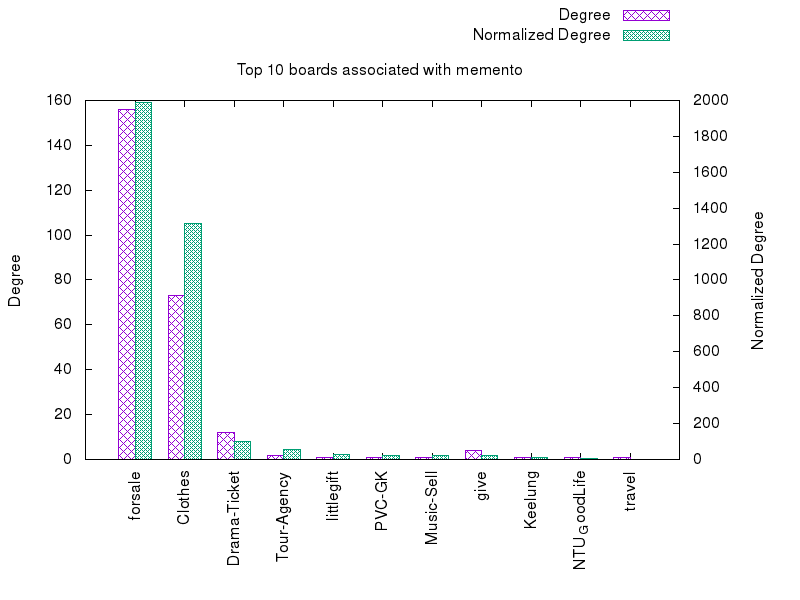 Degree
Normalized Degree
Top 10 boards associated with memento
160 2000
140 1800
120 1600
100 1400
80 1200
60 1000
40 800
20 600
0 400
200
0
Degree
Normalized Degree
forsale
Clothes
Drama-Ticket
Tour-Agency
littlegift
PVC-GK
Music-Sell
give
Keelung
NTU_GoodLife
travel